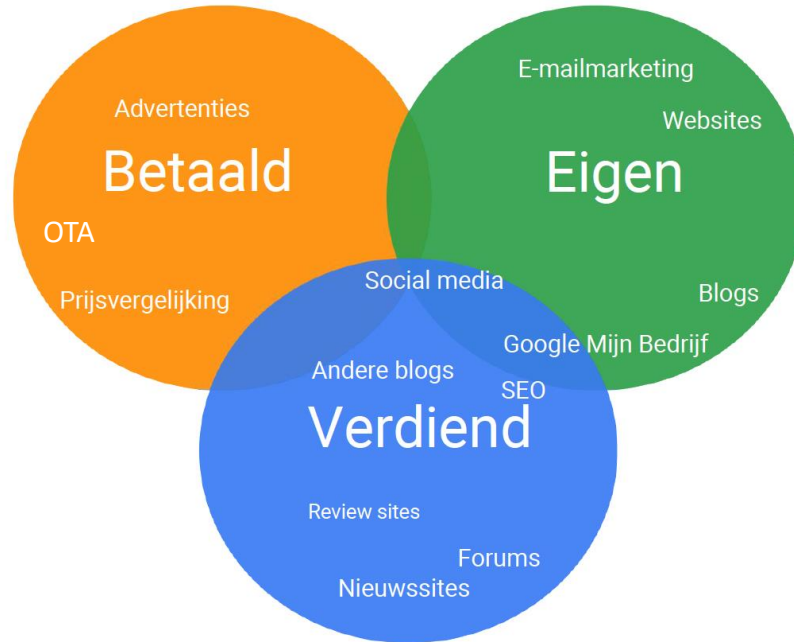 E-mailmarketing
Advertenties
Websites
Betaald
Eigen
OTA
Social media
Prijsvergelijking
Blogs
Google Mijn Bedrijf
Andere blogs
SEO
Verdiend
Review sites
Forums
Nieuwssites